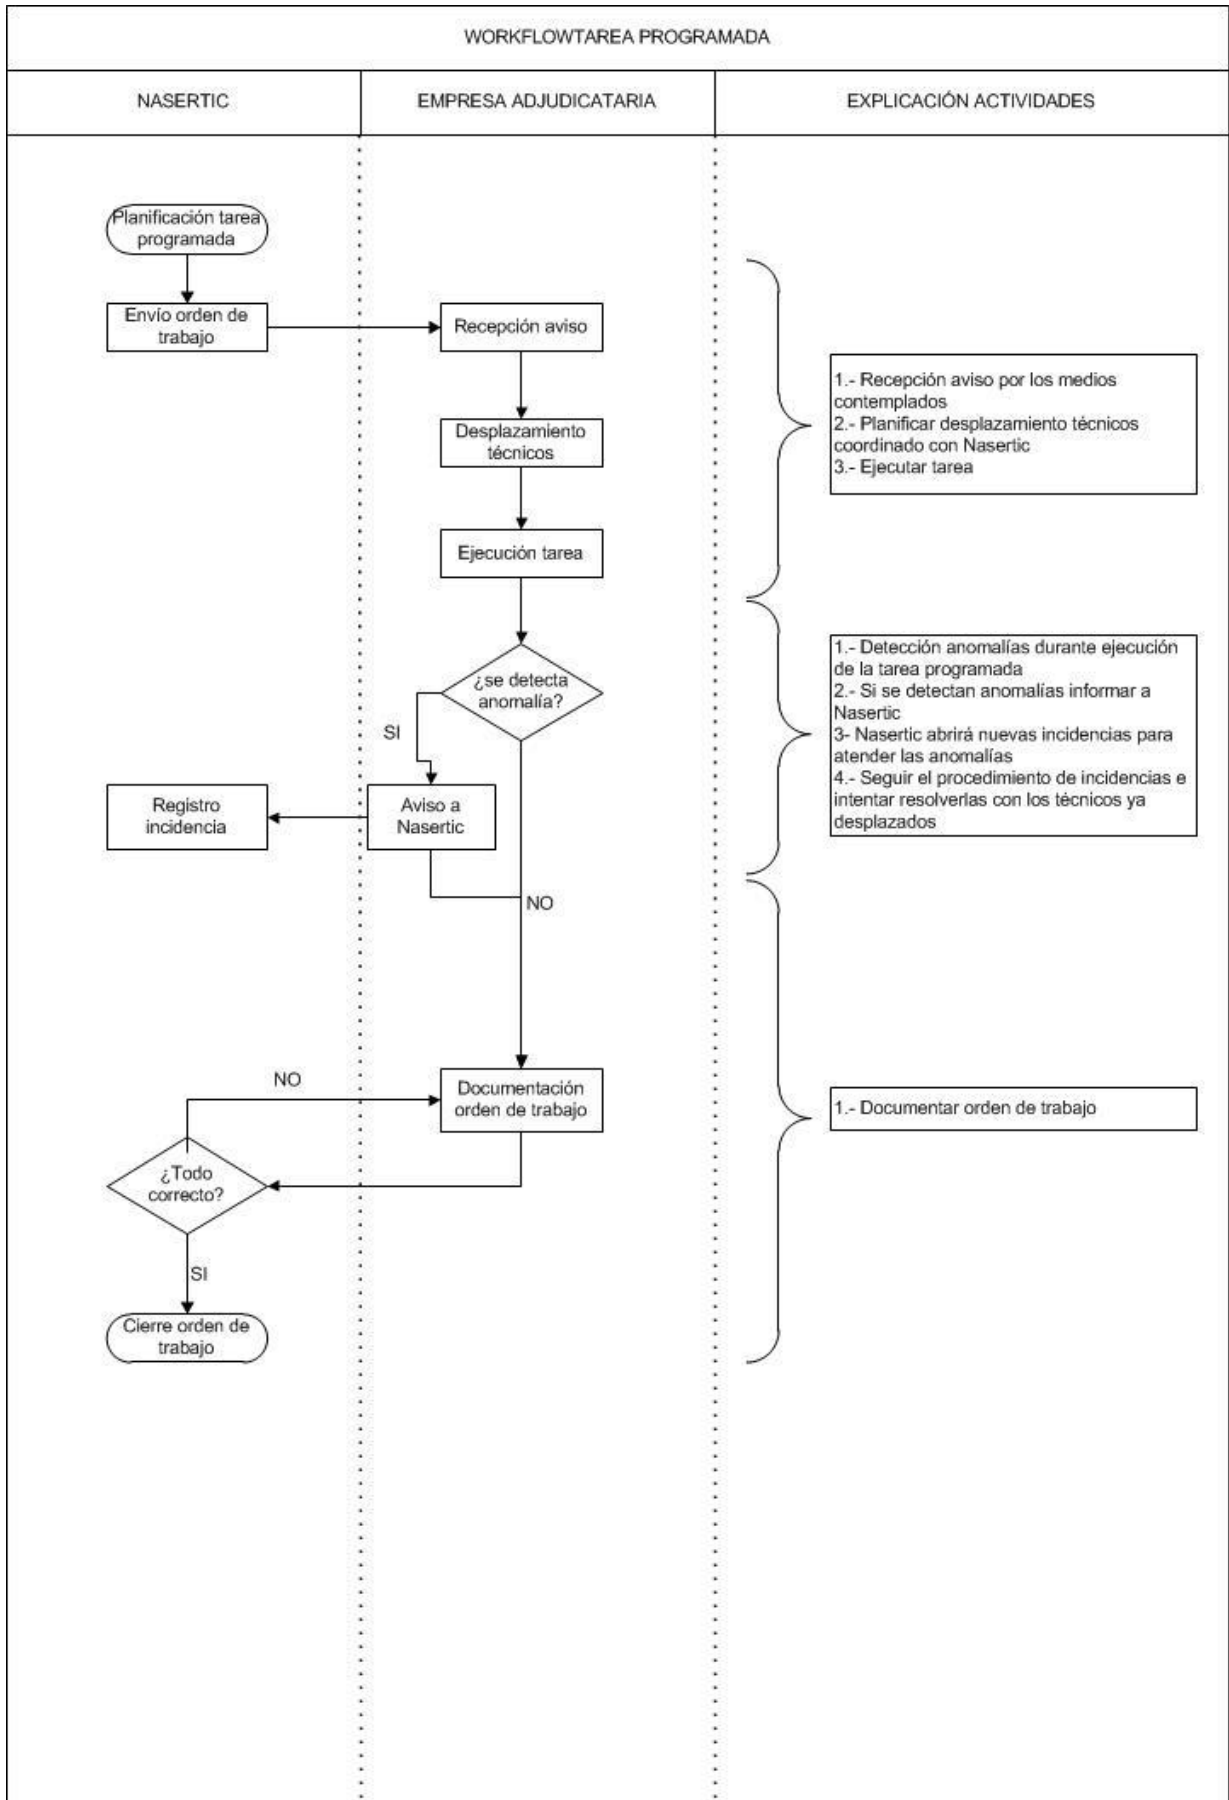 WORKFLOWTAREA PROGRAMADA
NASERTIC
EMPRESA ADJUDICATARIA
EXPLICACIÓN ACTIVIDADES
Planificación tarea
programada
Envío orden de
trabajo
Recepción aviso
Desplazamiento
técnicos
Ejecución tarea
1.- Recepción aviso por los medios
contemplados
2.- Planificar desplazamiento técnicos
coordinado con Nasertic
3.- Ejecutar tarea
¿se detecta
anomalía?
SI
Aviso a
Nasertic
Registro
incidencia
NO
1.- Detección anomalías durante ejecución
de la tarea programada
2.- Si se detectan anomalías informar a
Nasertic
3- Nasertic abrirá nuevas incidencias para
atender las anomalías
4.- Seguir el procedimiento de incidencias e
intentar resolverlas con los técnicos ya
desplazados
NO
Documentación
orden de trabajo
1.- Documentar orden de trabajo
¿Todo
correcto?
SI
Cierre orden de
trabajo